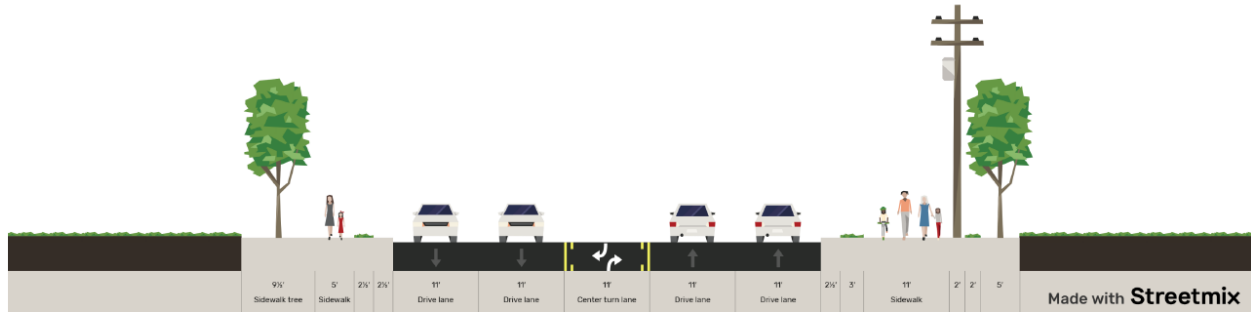 9½' 5' 2½' 2½' 11' 11' 11' 11' 11' 2½' 3' 11' 2' 2' 5'
Sidewalk tree Sidewalk Drive lane Drive lane Center turn lane Drive lane Drive lane Sidewalk
Made with Streetmix